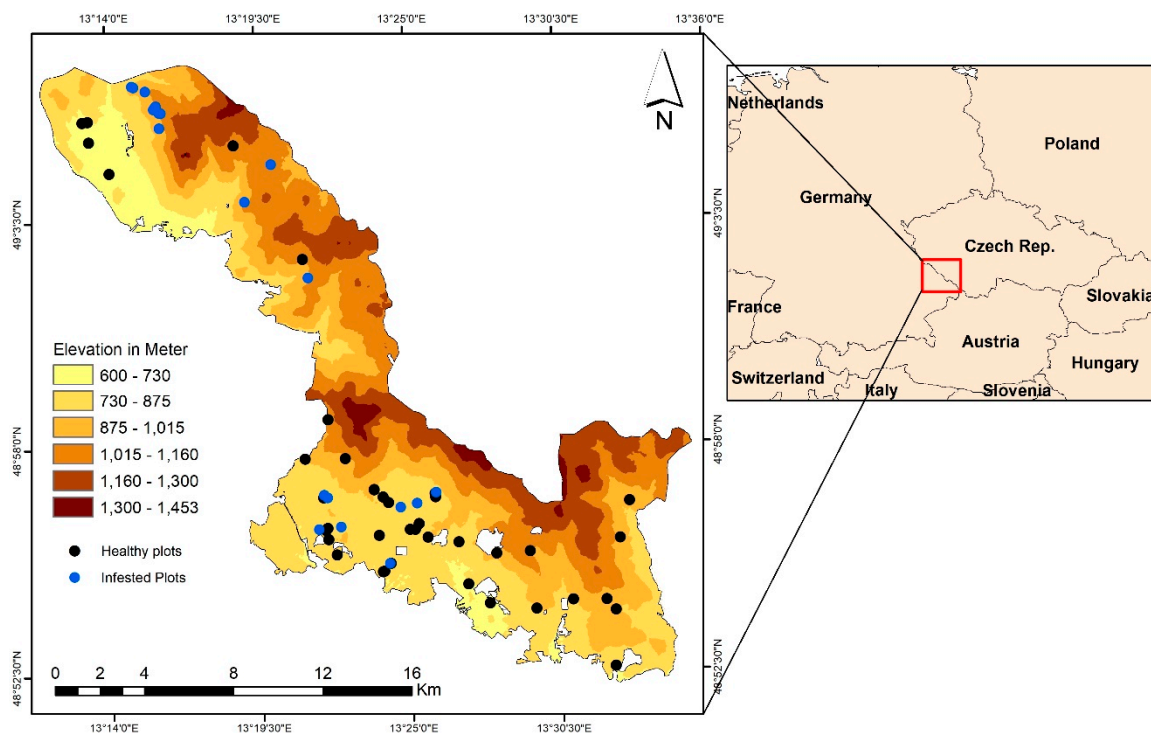 13°14'0"E
13°19'30"E
13°25'0"E
13°30'30"E
13°36'0"E
N
49°3'30"N
49°3'30"N
48°58'0"N
48°58'0"N
48°52'30"N
48°52'30"N
Elevation in Meter
600 - 730
730 - 875
875 - 1,015
1,015 - 1,160
1,160 - 1,300
1,300 - 1,453
Healthy plots
Infested Plots
0 2 4 8 12 16
Km
13°14'0"E
13°19'30"E
13°25'0"E
13°30'30"E
Netherlands
Poland
Germany
Czech Rep.
Slovakia
France
Austria
Hungary
Switzerland
Italy
Slovenia